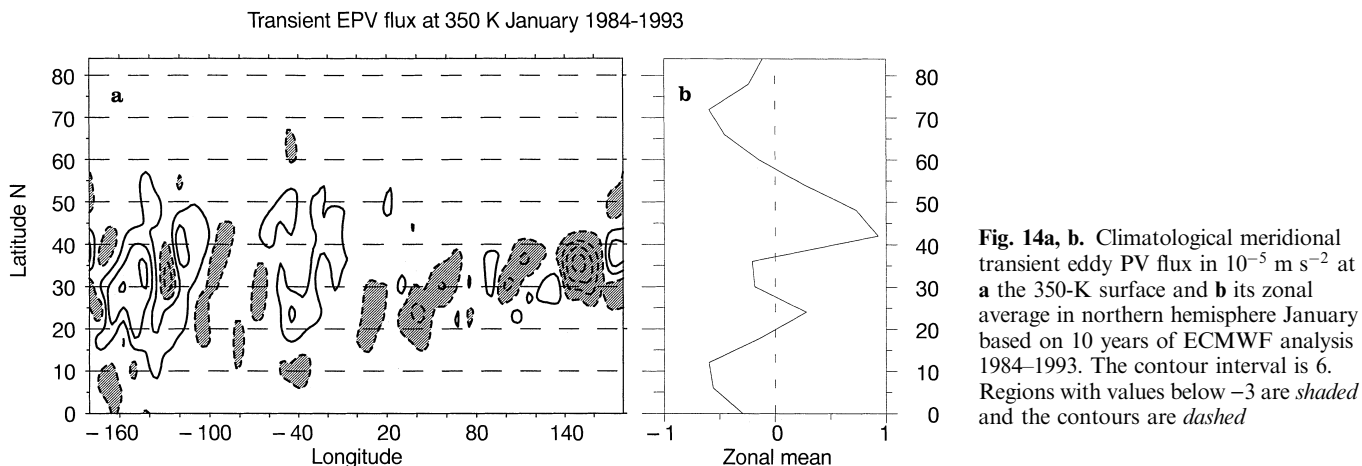 Transient EPV flux at 350 K January 1984-1993
a
80
70
60
50
40
30
20
10
0
Latitude N
−160
−100
−40
20
80
140
Longitude
b
80
70
60
50
40
30
20
10
0
−1
0
1
Zonal mean
Fig. 14a, b. Climatological meridional
transient eddy PV flux in 10⁻⁵ m s⁻² at
a the 350-K surface and b its zonal
average in northern hemisphere January
based on 10 years of ECMWF analysis
1984–1993. The contour interval is 6.
Regions with values below −3 are shaded
and the contours are dashed